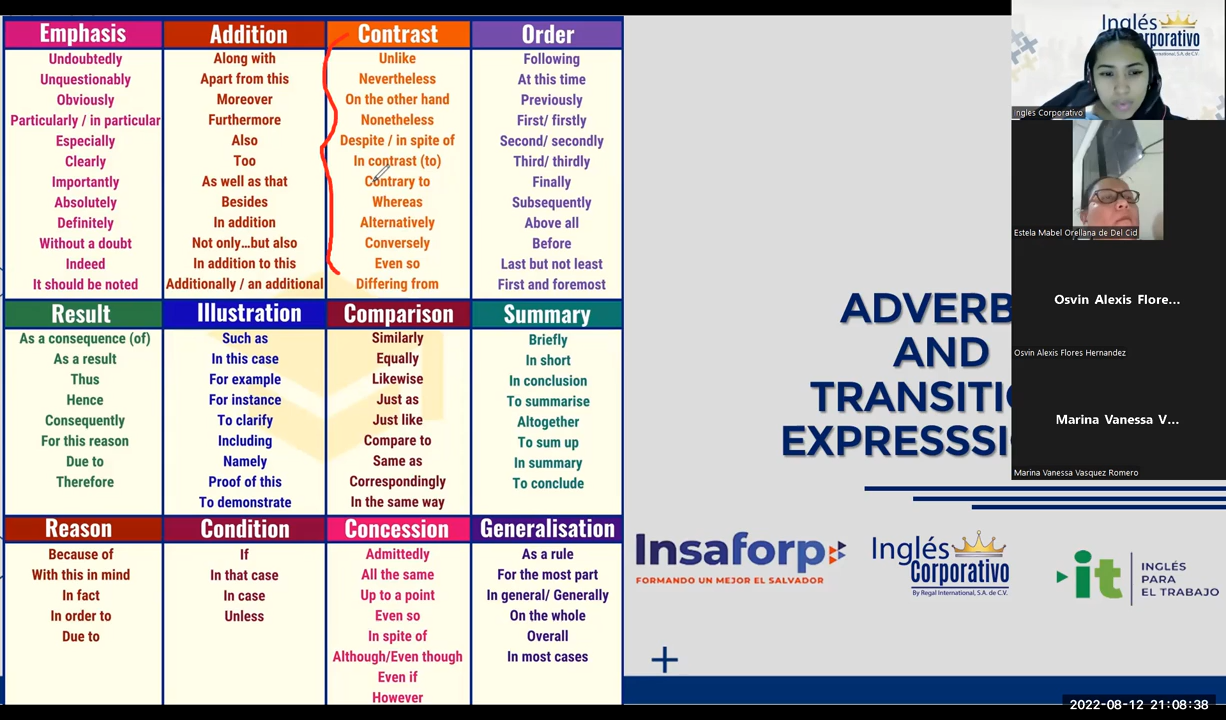 Emphasis
Undoubtedly
Unquestionably
Obviously
Particularly / in particular
Especially
Clearly
Importantly
Absolutely
Definitely
Without a doubt
Indeed
It should be noted
Addition
Along with
Apart from this
Moreover
Furthermore
Also
Too
As well as that
Besides
In addition
Not only...but also
In addition to this
Additionally / an additional
Contrast
Unlike
Nevertheless
On the other hand
Nonetheless
Despite / in spite of
In contrast (to)
Contrary to
Whereas
Alternatively
Conversely
Even so
Differing from
Order
Following
At this time
Previously
First/ firstly
Second/ secondly
Third/ thirdly
Finally
Subsequently
Above all
Before
Last but not least
First and foremost
Result
As a consequence (of)
As a result
Thus
Hence
Consequently
For this reason
Due to
Therefore
Illustration
Such as
In this case
For example
For instance
To clarify
Including
Namely
Proof of this
To demonstrate
Comparison
Similarly
Equally
Likewise
Just as
Just like
Compare to
Same as
Correspondingly
In the same way
Summary
Briefly
In short
In conclusion
To summarise
Altogether
To sum up
In summary
To conclude
Reason
Because of
With this in mind
In fact
In order to
Due to
Condition
If
In that case
In case
Unless
Concession
Admittedly
All the same
Up to a point
Even so
In spite of
Although/Even though
Even if
However
Generalisation
As a rule
For the most part
In general/ Generally
On the whole
Overall
In most cases
ADVERB
AND
TRANSITI
EXPRESSSI
Insaforp
FORMANDO UN MEJOR EL SALVADOR
Inglés
Corporativo
By Regal International, S.A. de C.V.
it
INGLÉS
PARA
EL TRABAJO
Inglés
Corporativo
International, S.A. de C.V.
Ingles Corporativo
Estela Mabel Orellana de Del Cid
Osvin Alexis Flore...
Osvin Alexis Flores Hernandez
Marina Vanessa V...
Marina Vanessa Vasquez Romero
2022-08-12 21:08:38